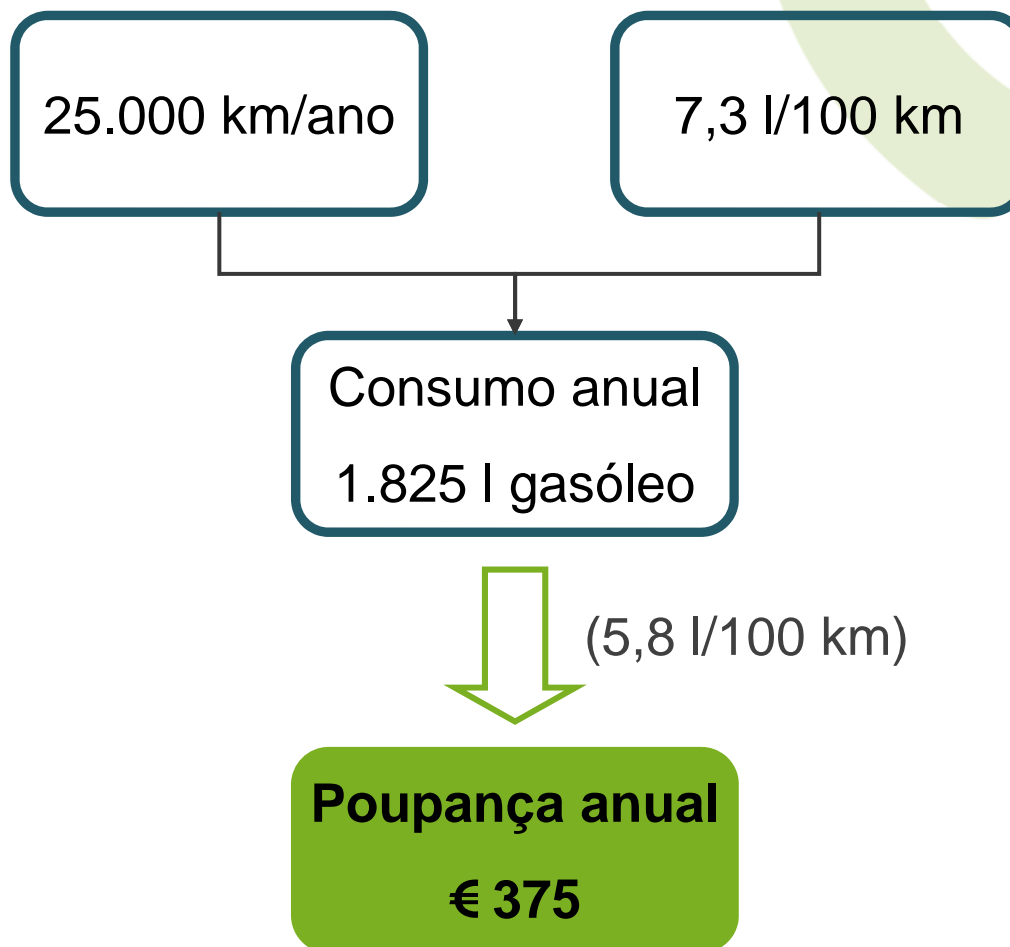 25.000 km/ano
7,3 l/100 km
Consumo anual
1.825 l gasóleo
(5,8 l/100 km)
Poupança anual
€ 375